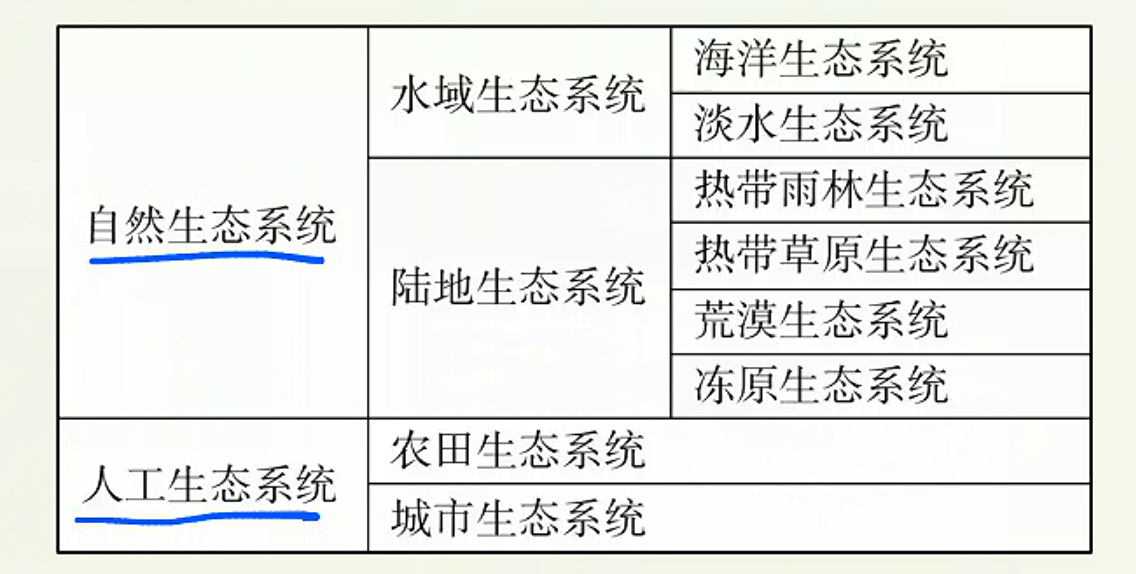 自然生态系统
水域生态系统
海洋生态系统
淡水生态系统
陆地生态系统
热带雨林生态系统
热带草原生态系统
荒漠生态系统
冻原生态系统
人工生态系统
农田生态系统
城市生态系统